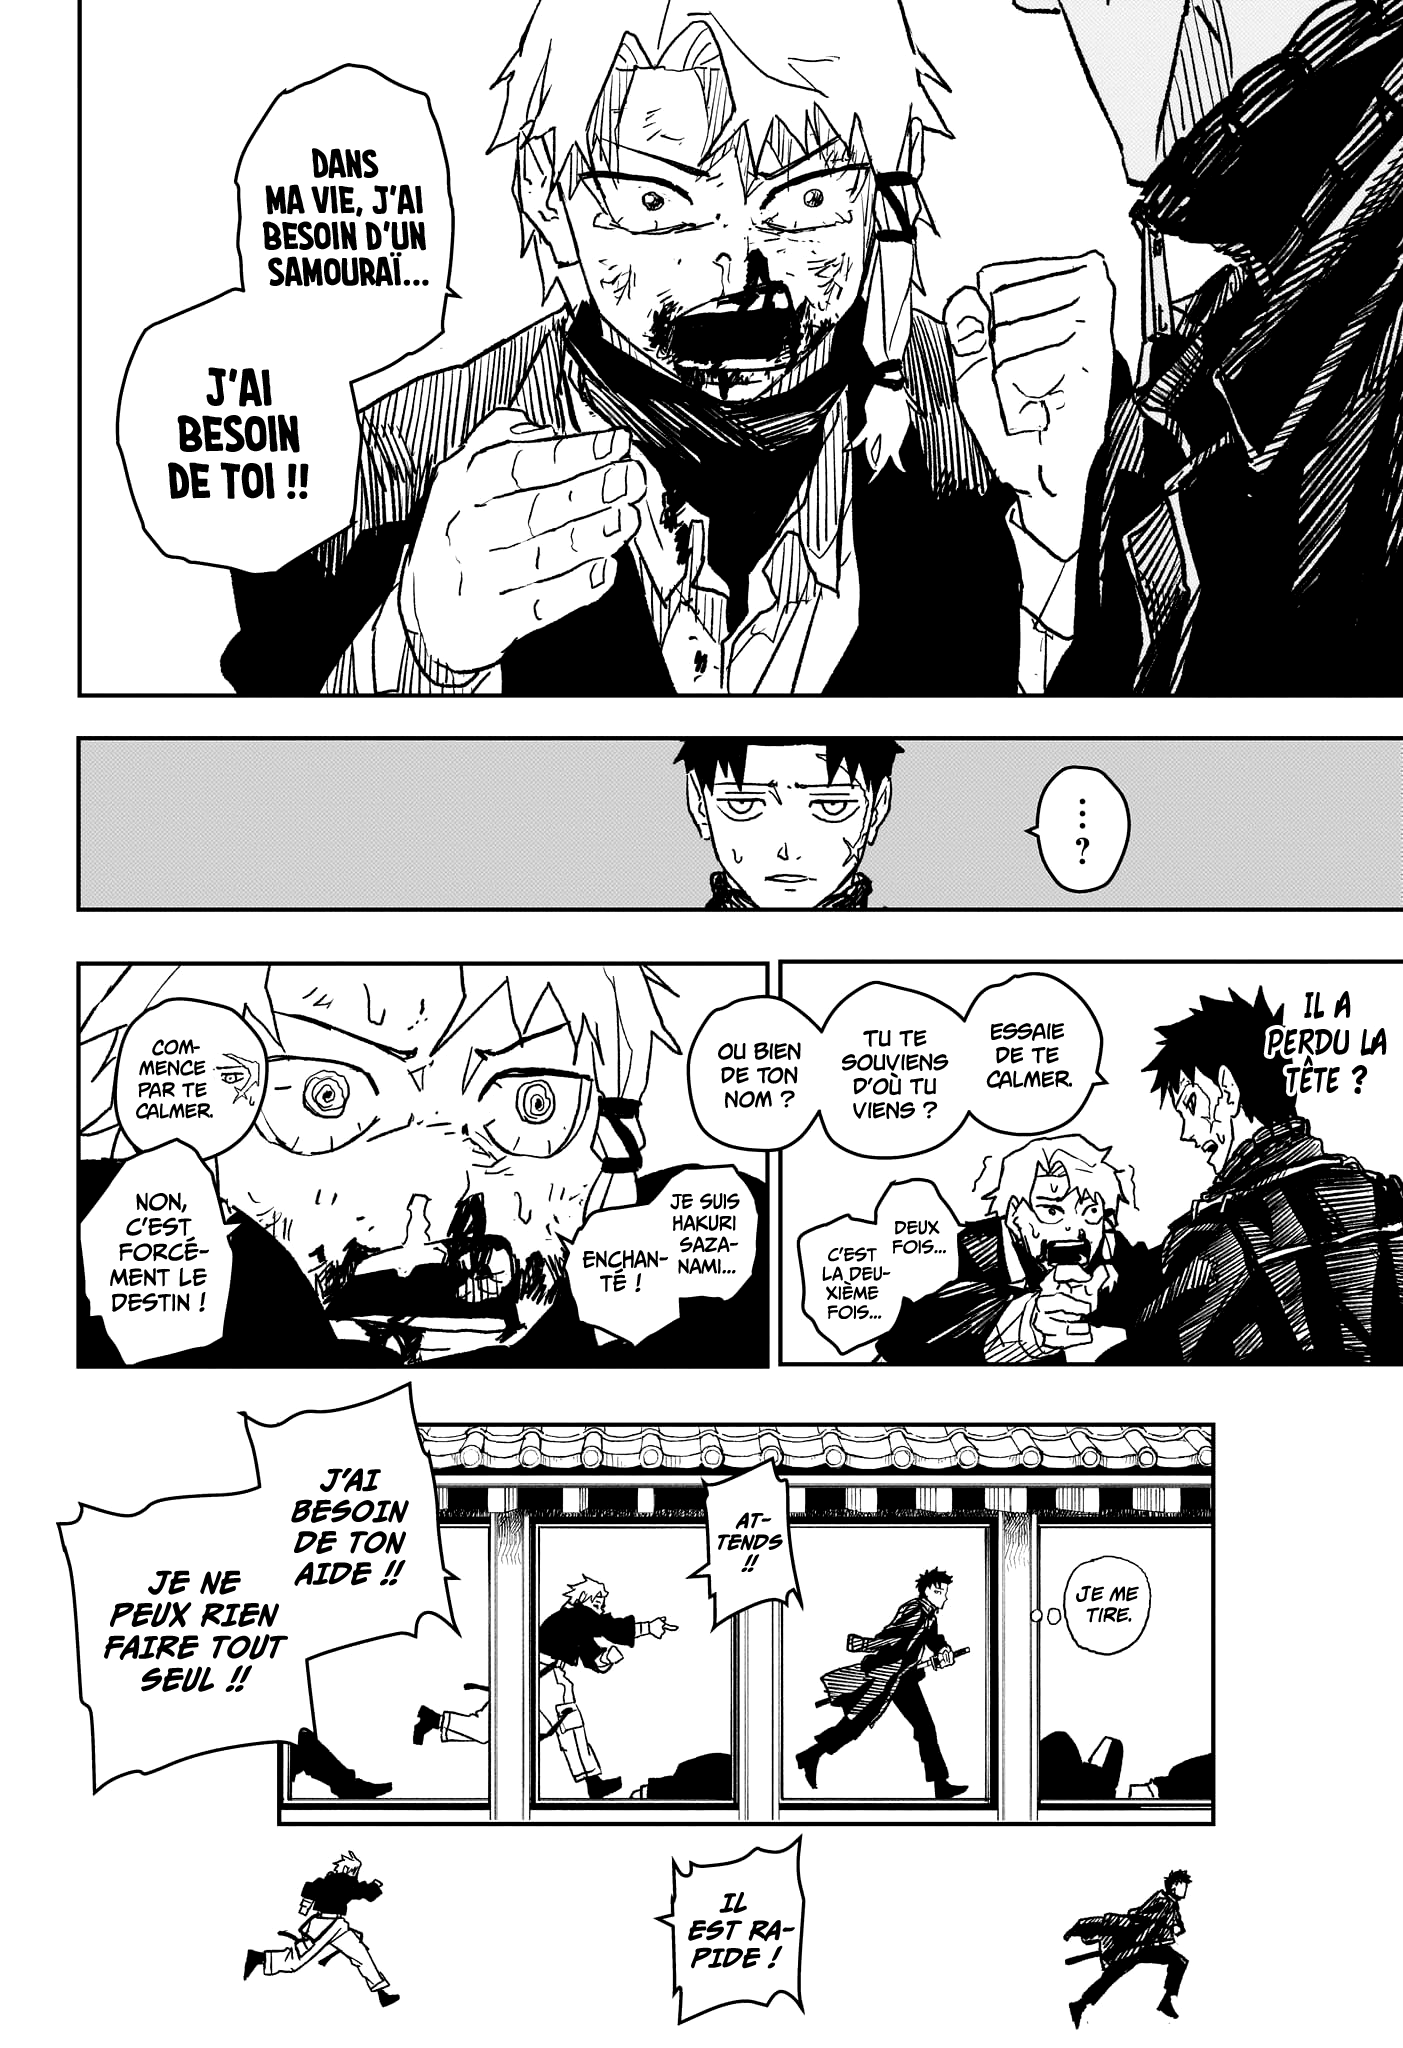 DANS
MA VIE, J'AI
BESOIN D'UN
SAMOURAÏ...
J'AI
BESOIN
DE TOI !!
...
?
IL A
PERDU LA
TÊTE ?
ESSAIE
DE TE
CALMER.
TU TE
SOUVIENS
D'OÙ TU
VIENS ?
OU BIEN
DE TON
NOM ?
DEUX
FOIS...
C'EST
LA DEU-
XIÈME
FOIS...
JE SUIS
HAKURI
SAZA-
NAMI...
ENCHAN-
TÉ !
COM-
MENCE
PAR TE
CALMER.
NON,
C'EST
FORCÉ-
MENT LE
DESTIN !
JE ME
TIRE.
AT-
TENDS
!!
J'AI
BESOIN
DE TON
AIDE !!
JE NE
PEUX RIEN
FAIRE TOUT
SEUL !!
IL
EST RA-
PIDE !